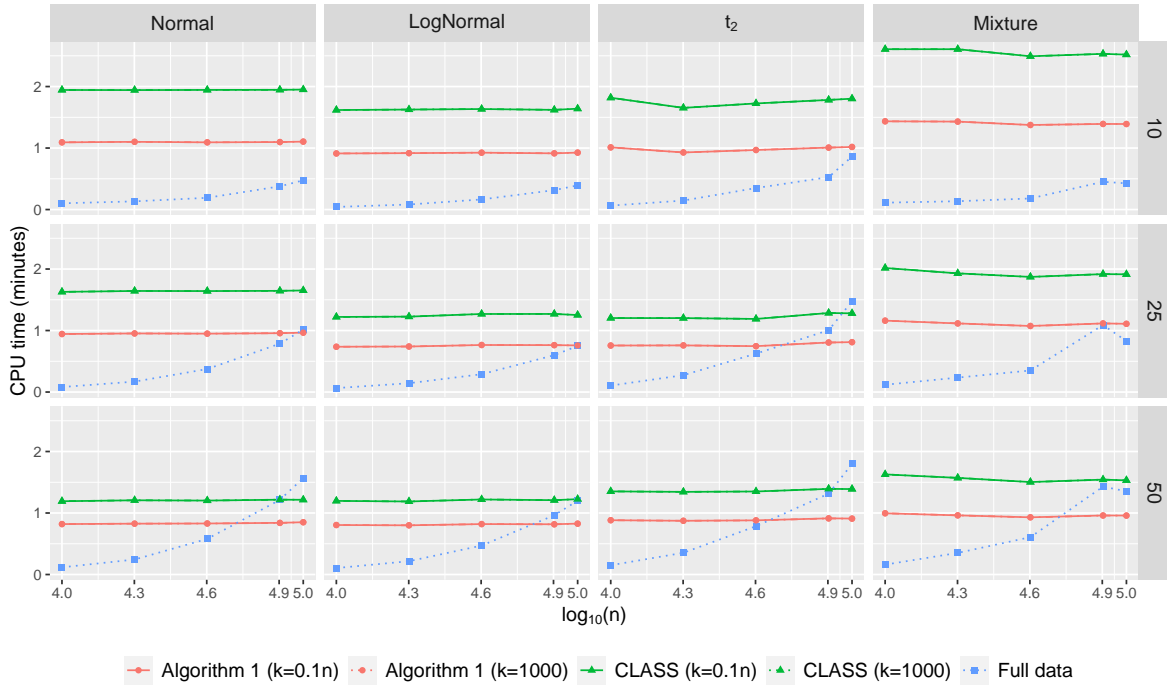 Normal LogNormal t₂ Mixture
2
1
0
10
2
1
0
25
2
1
0
50
CPU time (minutes)
4.0 4.3 4.6 4.9 5.0 4.0 4.3 4.6 4.9 5.0 4.0 4.3 4.6 4.9 5.0 4.0 4.3 4.6 4.9 5.0
log₁₀(n)
Algorithm 1 (k=0.1n) Algorithm 1 (k=1000) CLASS (k=0.1n) CLASS (k=1000) Full data